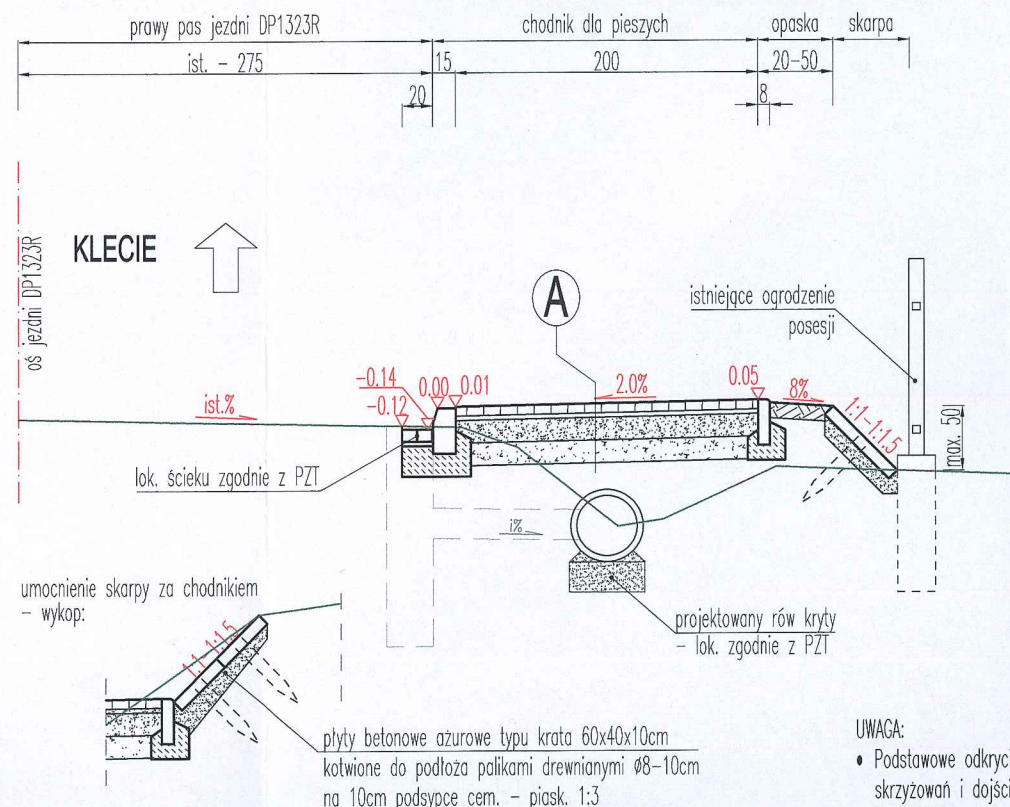 prawy pas jezdni DP1323R
chodnik dla pieszych
opaska
skarpa
ist. - 275
15
200
20-50
20
8
oś jezdni DP1323R
KLECIE
A
istniejące ogrodzenie
posesji
-0.14
-0.12
0.00
0.01
2.0%
0.05
8%
1:1-1:1.5
max. 50
ist.%
lok. ścieku zgodnie z PZT
i%
projektowany rów kryty
- lok. zgodnie z PZT
umocnienie skarpy za chodnikiem
- wykop:
1:1-1:1.5
płyty betonowe ażurowe typu krata 60x40x10cm
kotwione do podłoża palikami drewnianymi ø8-10cm
na 10cm podsypce cem. - piask. 1:3
UWAGA:
• Podstawowe odkryci
skrzyżowań i dojści